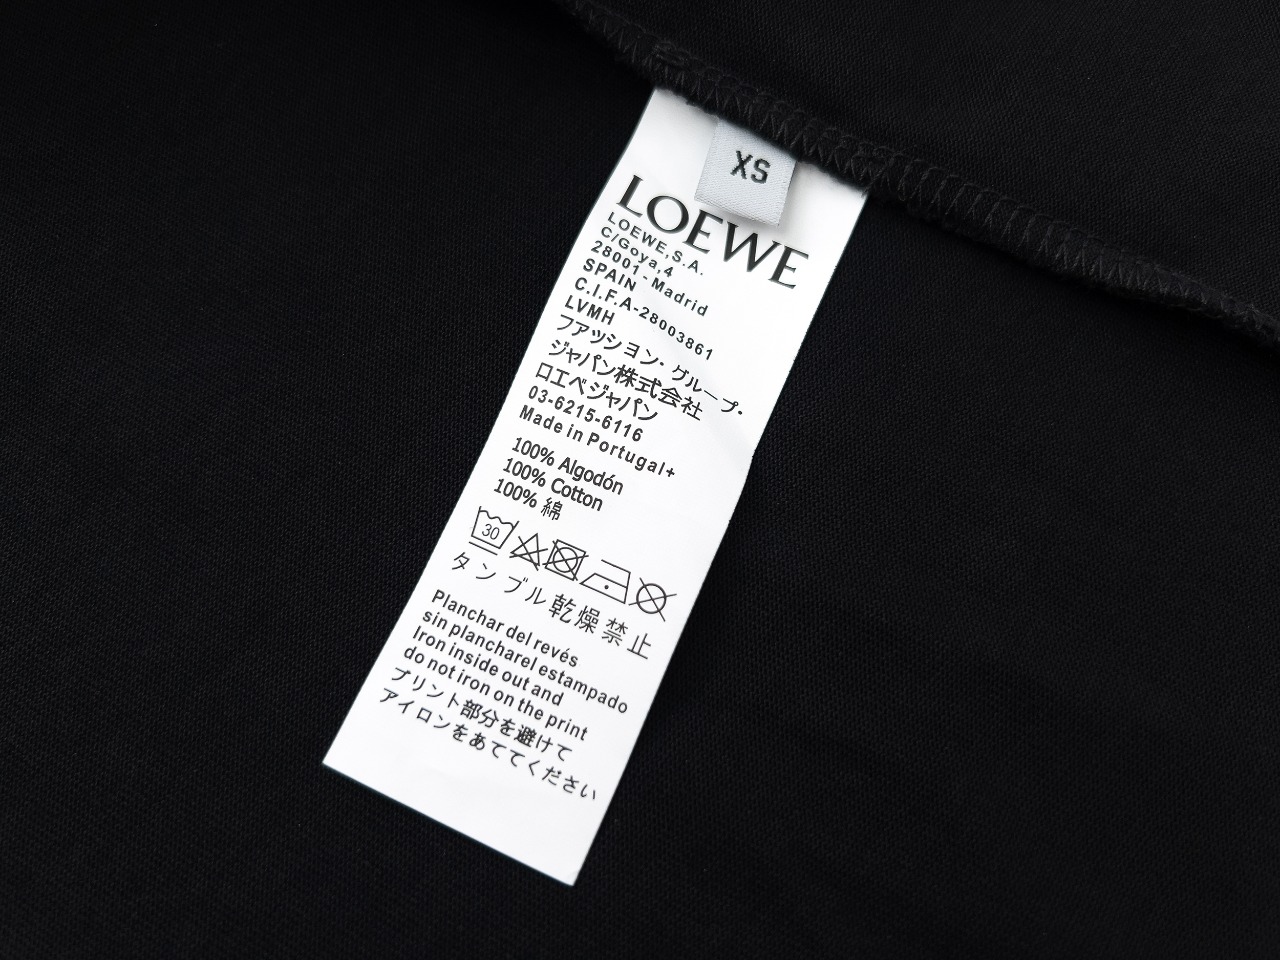 XS
LOEWE
LOEWE,S.A.
C/Goya,4
28001 - Madrid
SPAIN
C.I.F.A-28003861
LVMH
ファッション・グループ・
ジャパン株式会社
ロエベジャパン
03-6215-6116
Made in Portugal+
100% Algodón
100% Cotton
100% 綿
30
タンブル乾燥禁止
Planchar del revés
sin plancharel estampado
Iron inside out and
do not iron on the print
プリント部分を避けて
アイロンをあててください